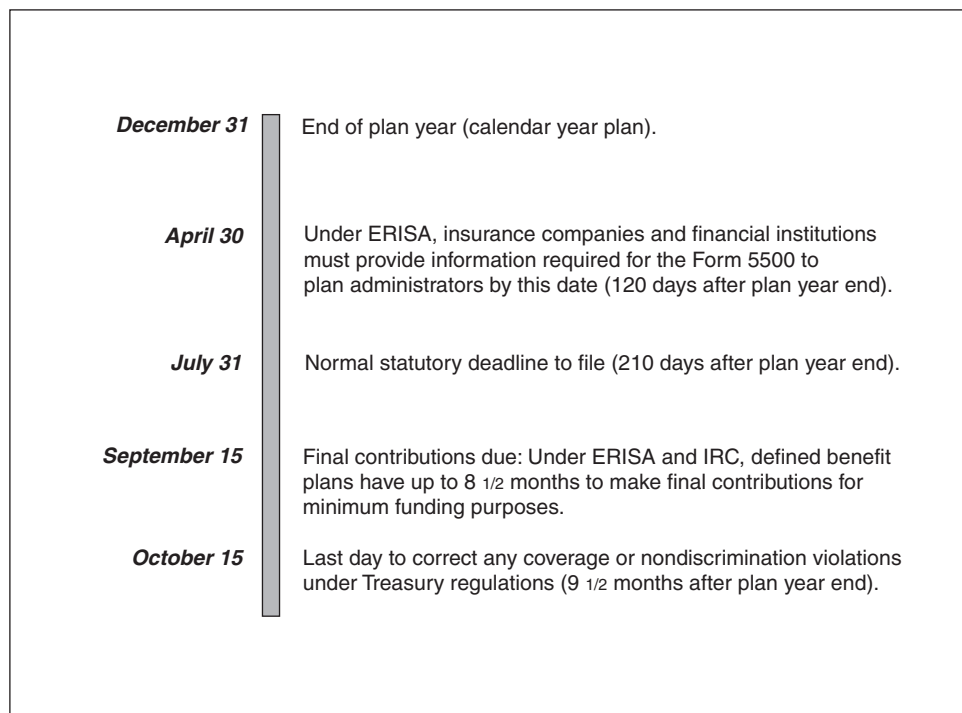 December 31
End of plan year (calendar year plan).
April 30
Under ERISA, insurance companies and financial institutions
must provide information required for the Form 5500 to
plan administrators by this date (120 days after plan year end).
July 31
Normal statutory deadline to file (210 days after plan year end).
September 15
Final contributions due: Under ERISA and IRC, defined benefit
plans have up to 8 1/2 months to make final contributions for
minimum funding purposes.
October 15
Last day to correct any coverage or nondiscrimination violations
under Treasury regulations (9 1/2 months after plan year end).